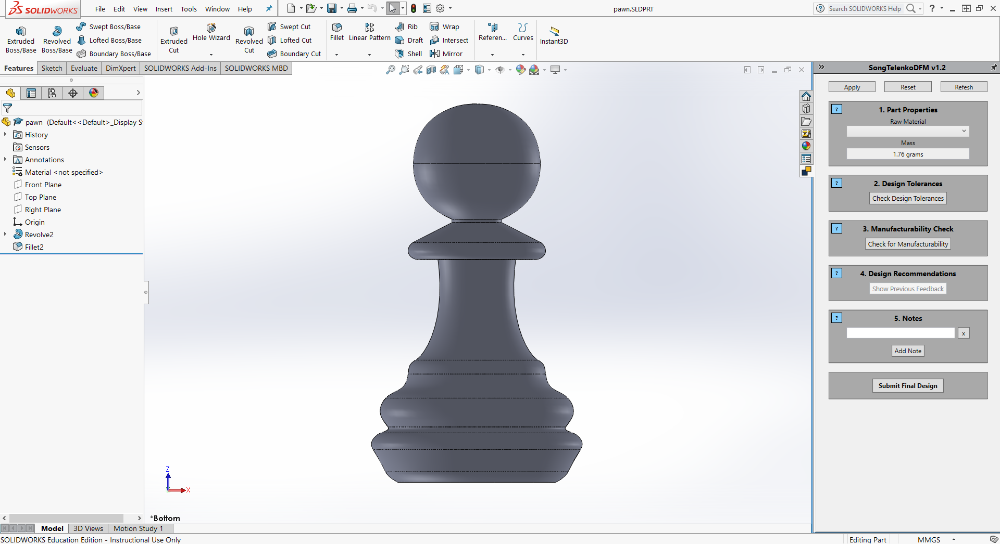 SOLIDWORKS
File Edit View Insert Tools Window Help
pawn.SLDPRT
Search SOLIDWORKS Help
?
Extruded Boss/Base
Revolved Boss/Base
Swept Boss/Base
Lofted Boss/Base
Boundary Boss/Base
Extruded Cut
Hole Wizard
Revolved Cut
Swept Cut
Lofted Cut
Boundary Cut
Fillet
Linear Pattern
Rib
Draft
Shell
Wrap
Intersect
Mirror
Referen...
Curves
Instant3D
Features Sketch Evaluate DimXpert SOLIDWORKS Add-Ins SOLIDWORKS MBD
pawn (Default<<Default>_Display S
History
Sensors
A
Annotations
Material <not specified>
Front Plane
Top Plane
Right Plane
Origin
Revolve2
Fillet2
Z
X
*Bottom
SongTelenkoDFM v1.2
Apply Reset Refesh
? 1. Part Properties
Raw Material
Mass
1.76 grams
? 2. Design Tolerances
Check Design Tolerances
? 3. Manufacturability Check
Check for Manufacturability
? 4. Design Recommendations
Show Previous Feedback
? 5. Notes
x
Add Note
Submit Final Design
Model 3D Views Motion Study 1
SOLIDWORKS Education Edition - Instructional Use Only
Editing Part MMGS